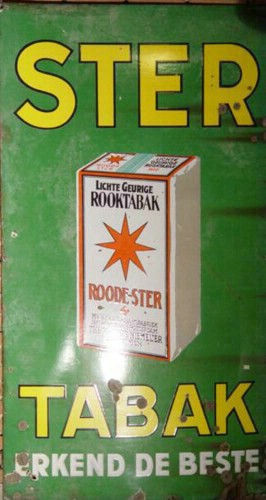 STER
LICHTE GEURIGE
ROOKTABAK
ROODE-STER
TABAK
ERKEND DE BESTE